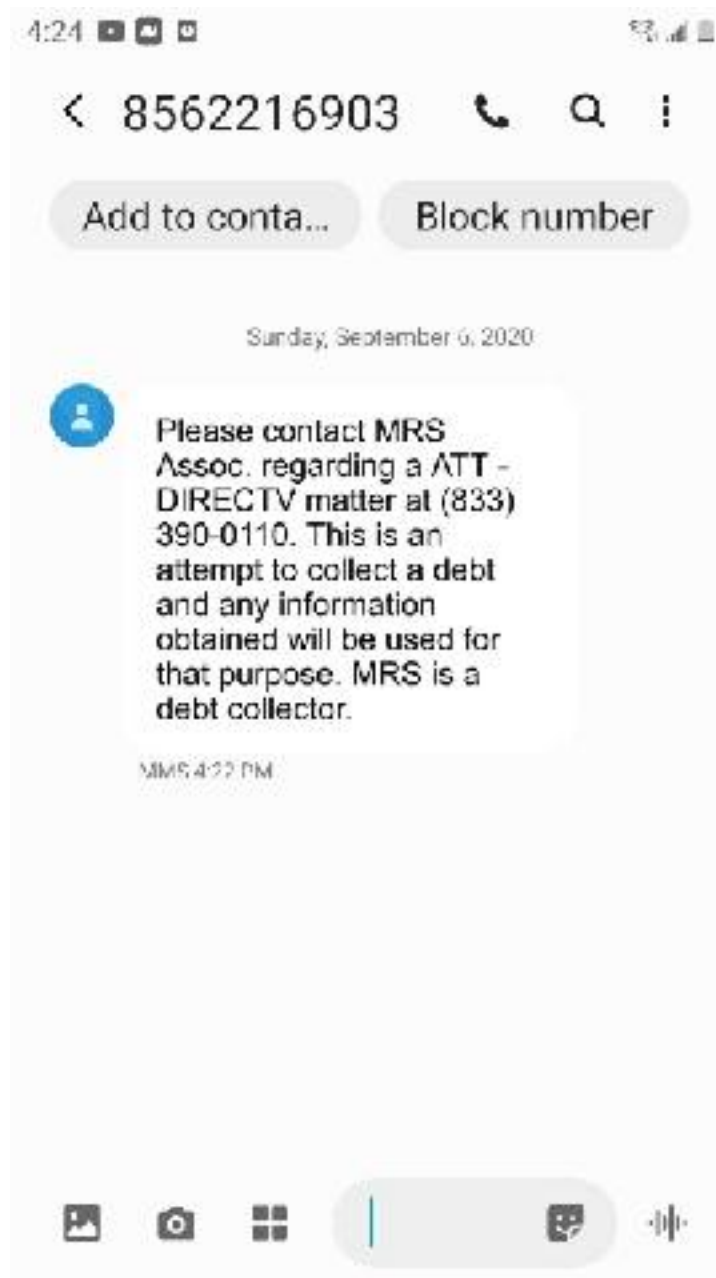 4:24
8562216903
Add to conta...
Block number
Sunday, September 6, 2020
Please contact MRS
Assoc. regarding a ATT -
DIRECTV matter at (833)
390-0110. This is an
attempt to collect a debt
and any information
obtained will be used for
that purpose. MRS is a
debt collector.
MMS 4:22 PM